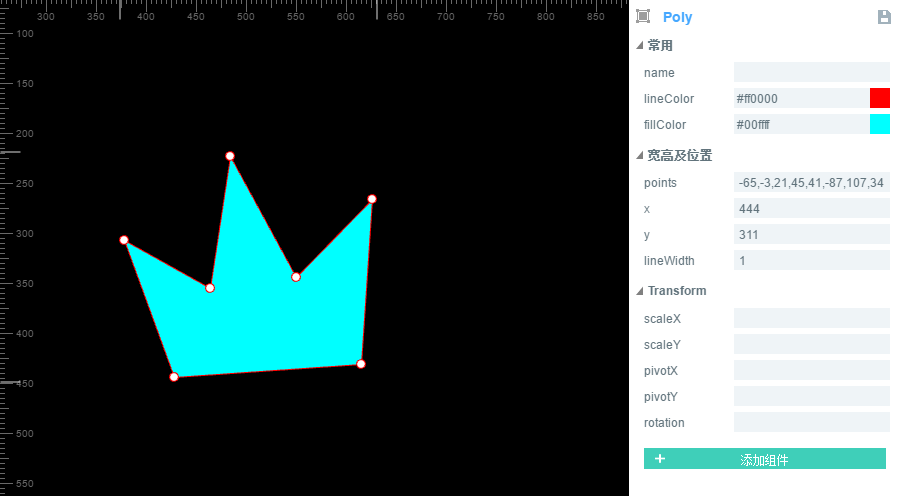 300 350 400 450 500 550 600 650 700 750 800 850
100
150
200
250
300
350
400
450
500
550
Poly
常用
name
lineColor #ff0000
fillColor #00ffff
宽高及位置
points -65,-3,21,45,41,-87,107,34
x 444
y 311
lineWidth 1
Transform
scaleX
scaleY
pivotX
pivotY
rotation
+ 添加组件